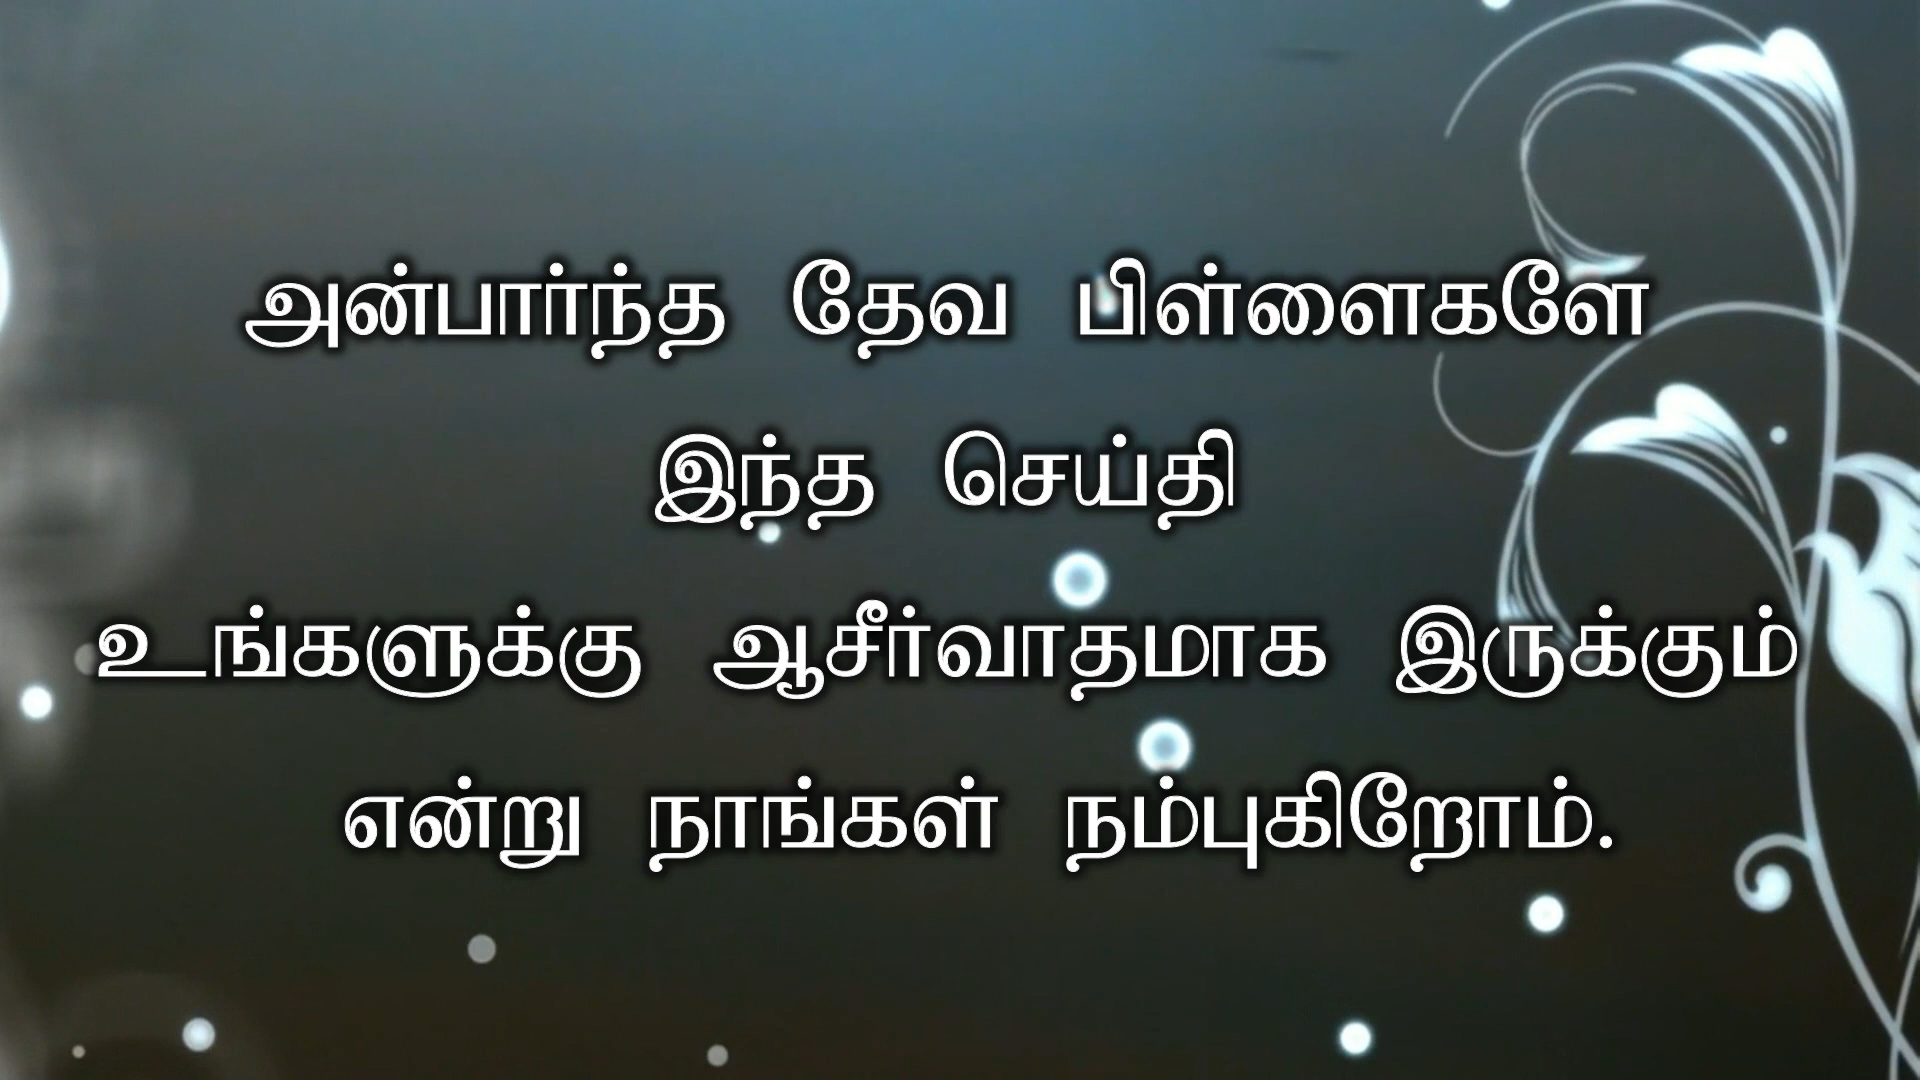 அன்பார்ந்த தேவ பிள்ளைகளே
இந்த செய்தி
உங்களுக்கு ஆசீர்வாதமாக இருக்கும்
என்று நாங்கள் நம்புகிறோம்.